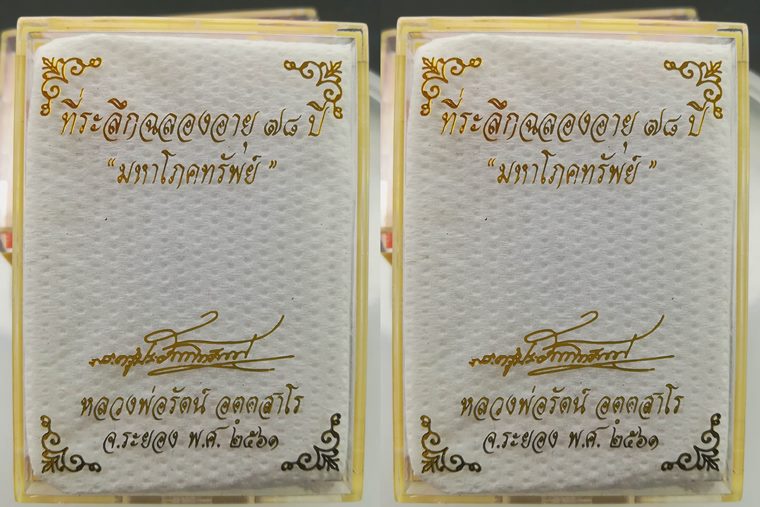 ที่ระลึกฉลองอายุ ๗๘ ปี
“มหาโภคทรัพย์”
หลวงพ่อรัตน์ อตฺตสาโร
จ.ระยอง พ.ศ. ๒๕๖๑
ที่ระลึกฉลองอายุ ๗๘ ปี
“มหาโภคทรัพย์”
หลวงพ่อรัตน์ อตฺตสาโร
จ.ระยอง พ.ศ. ๒๕๖๑